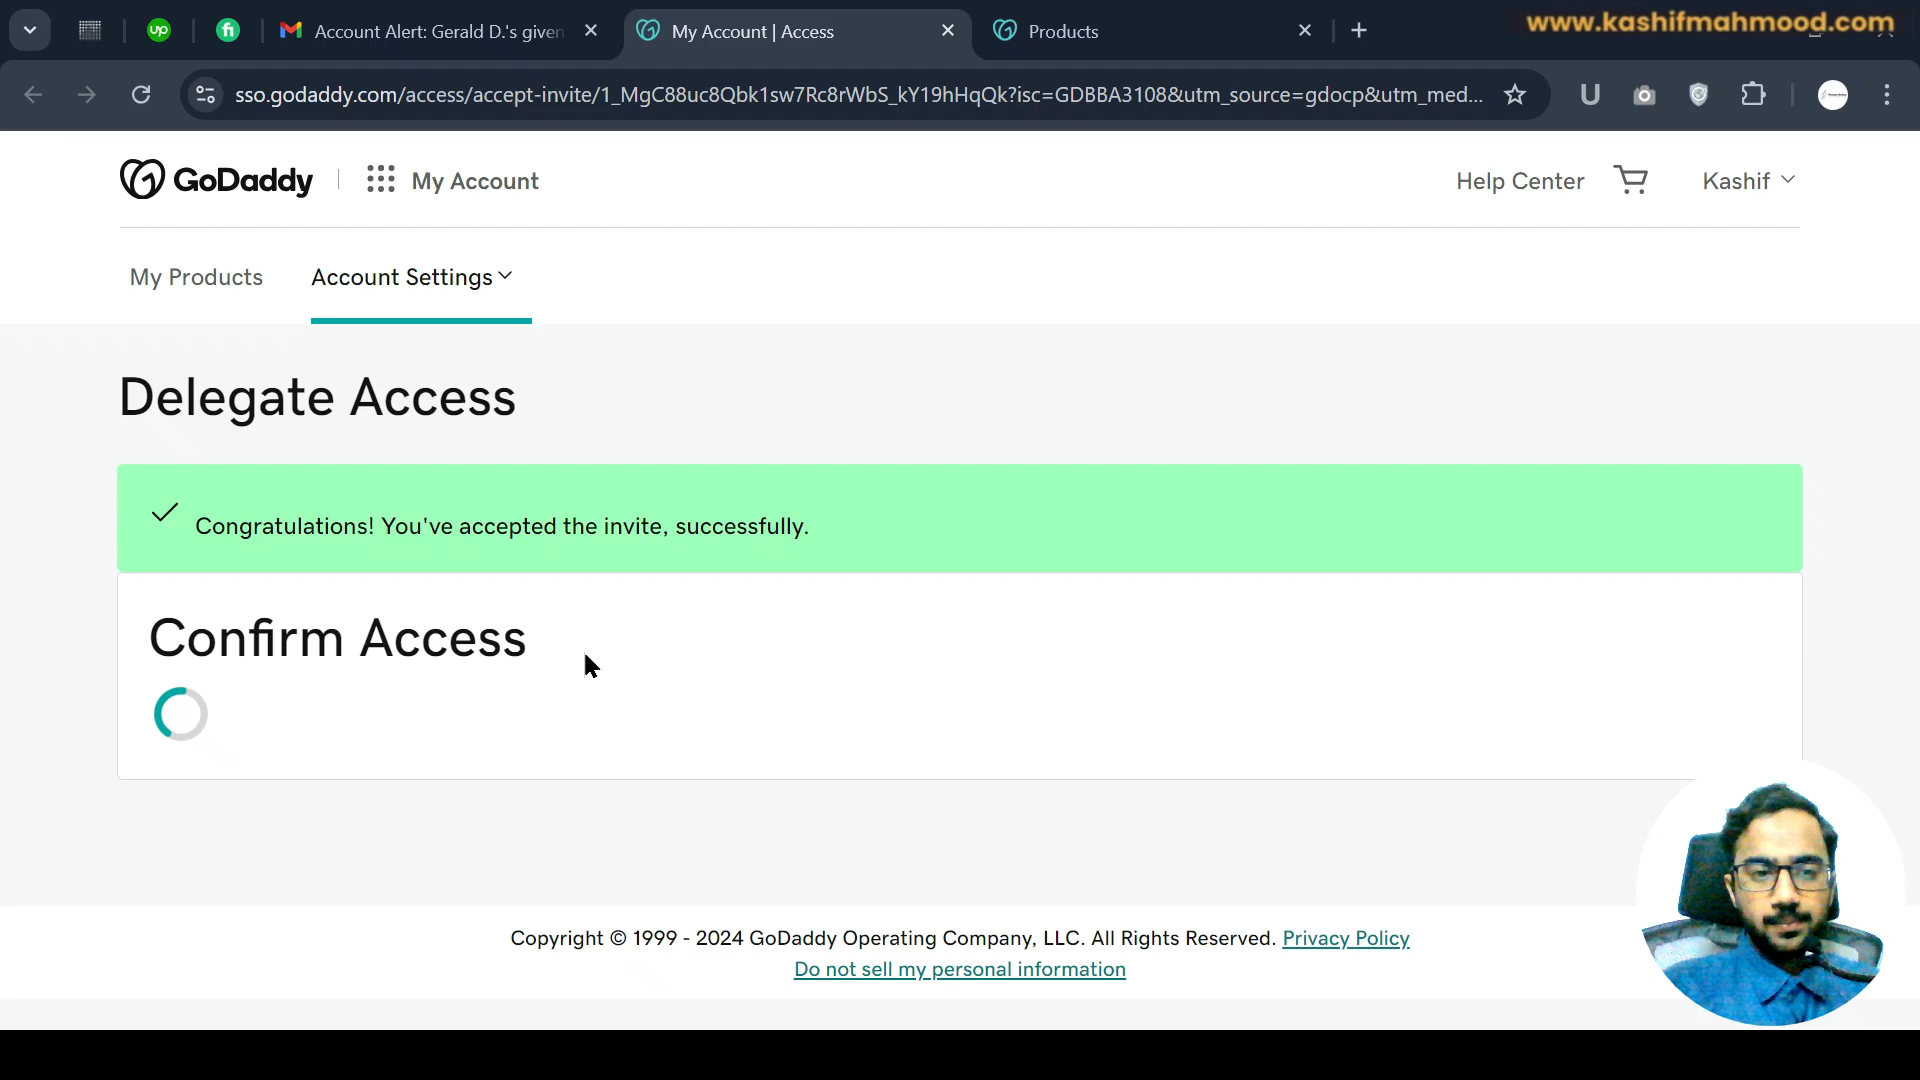 Account Alert: Gerald D.'s given
My Account | Access
Products
www.kashifmahmood.com
sso.godaddy.com/access/accept-invite/1_MgC88uc8Qbk1sw7Rc8rWbS_kY19hHqQk?isc=GDBBA3108&utm_source=gdocp&utm_med...
GoDaddy
My Account
Help Center
Kashif
My Products
Account Settings
Delegate Access
Congratulations! You've accepted the invite, successfully.
Confirm Access
Copyright © 1999 - 2024 GoDaddy Operating Company, LLC. All Rights Reserved. Privacy Policy
Do not sell my personal information